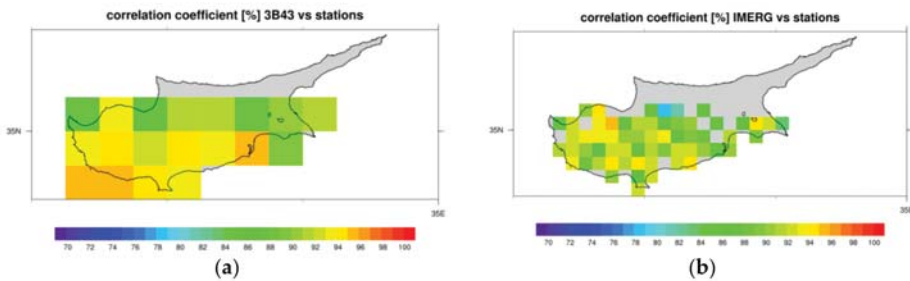 correlation coefficient [%] 3B43 vs stations
35N
35E
70 72 74 76 78 80 82 84 86 88 90 92 94 96 98 100
(a)
correlation coefficient [%] IMERG vs stations
35N
35E
70 72 74 76 78 80 82 84 86 88 90 92 94 96 98 100
(b)